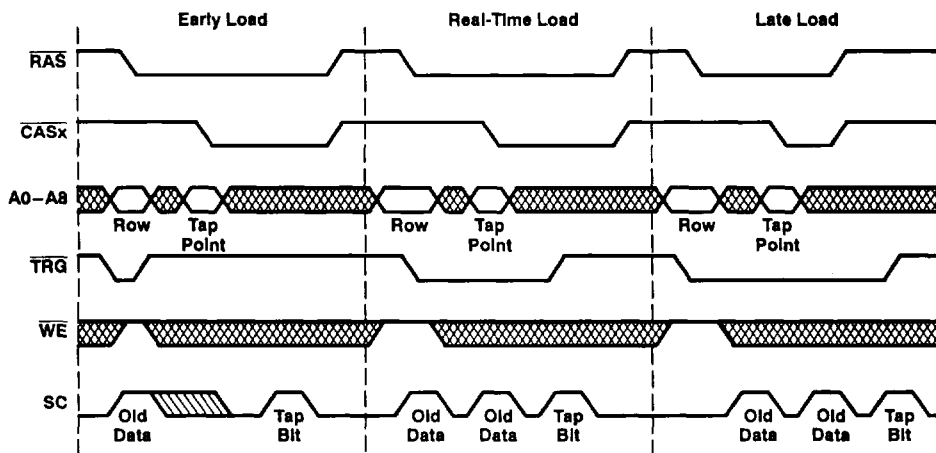 Early Load Real-Time Load Late Load
RAS
CASx
A0–A8
Row Tap Point Row Tap Point Row Tap Point
TRG
WE
SC
Old Data Tap Bit Old Data Old Data Tap Bit Old Data Old Data Tap Bit